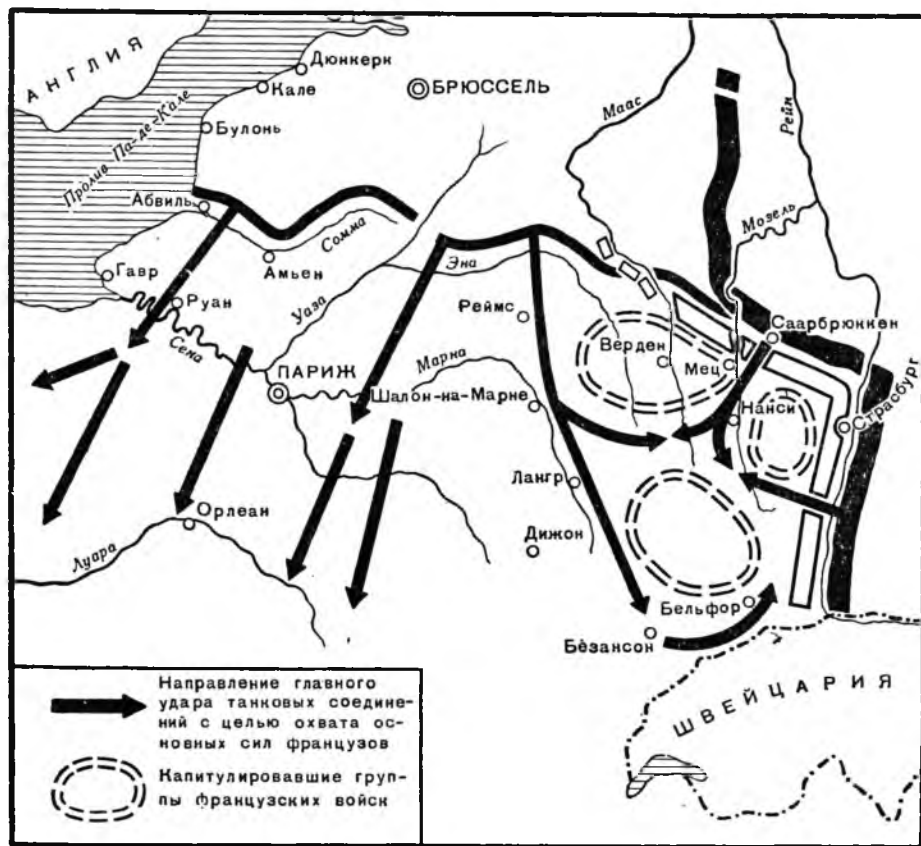 АНГЛИЯ
Дюнкерк
Кале
БРЮССЕЛЬ
Маас
Рейн
Булонь
Пролив Па-де-Кале
Абвиль
Сомма
Мозель
Амьен
Гавр
Эна
Руан
Уаза
Реймс
Саарбрюккен
Сена
Верден
Марна
Мец
ПАРИЖ
Шалон-на-Марне
Нанси
Страсбург
Лангр
Орлеан
Дижон
Луара
Бельфор
Бèзансон
ШВЕЙЦАРИЯ
Направление главного
удара танковых соедине-
ний с целью охвата ос-
новных сил французов
Капитулировавшие груп-
пы французских войск